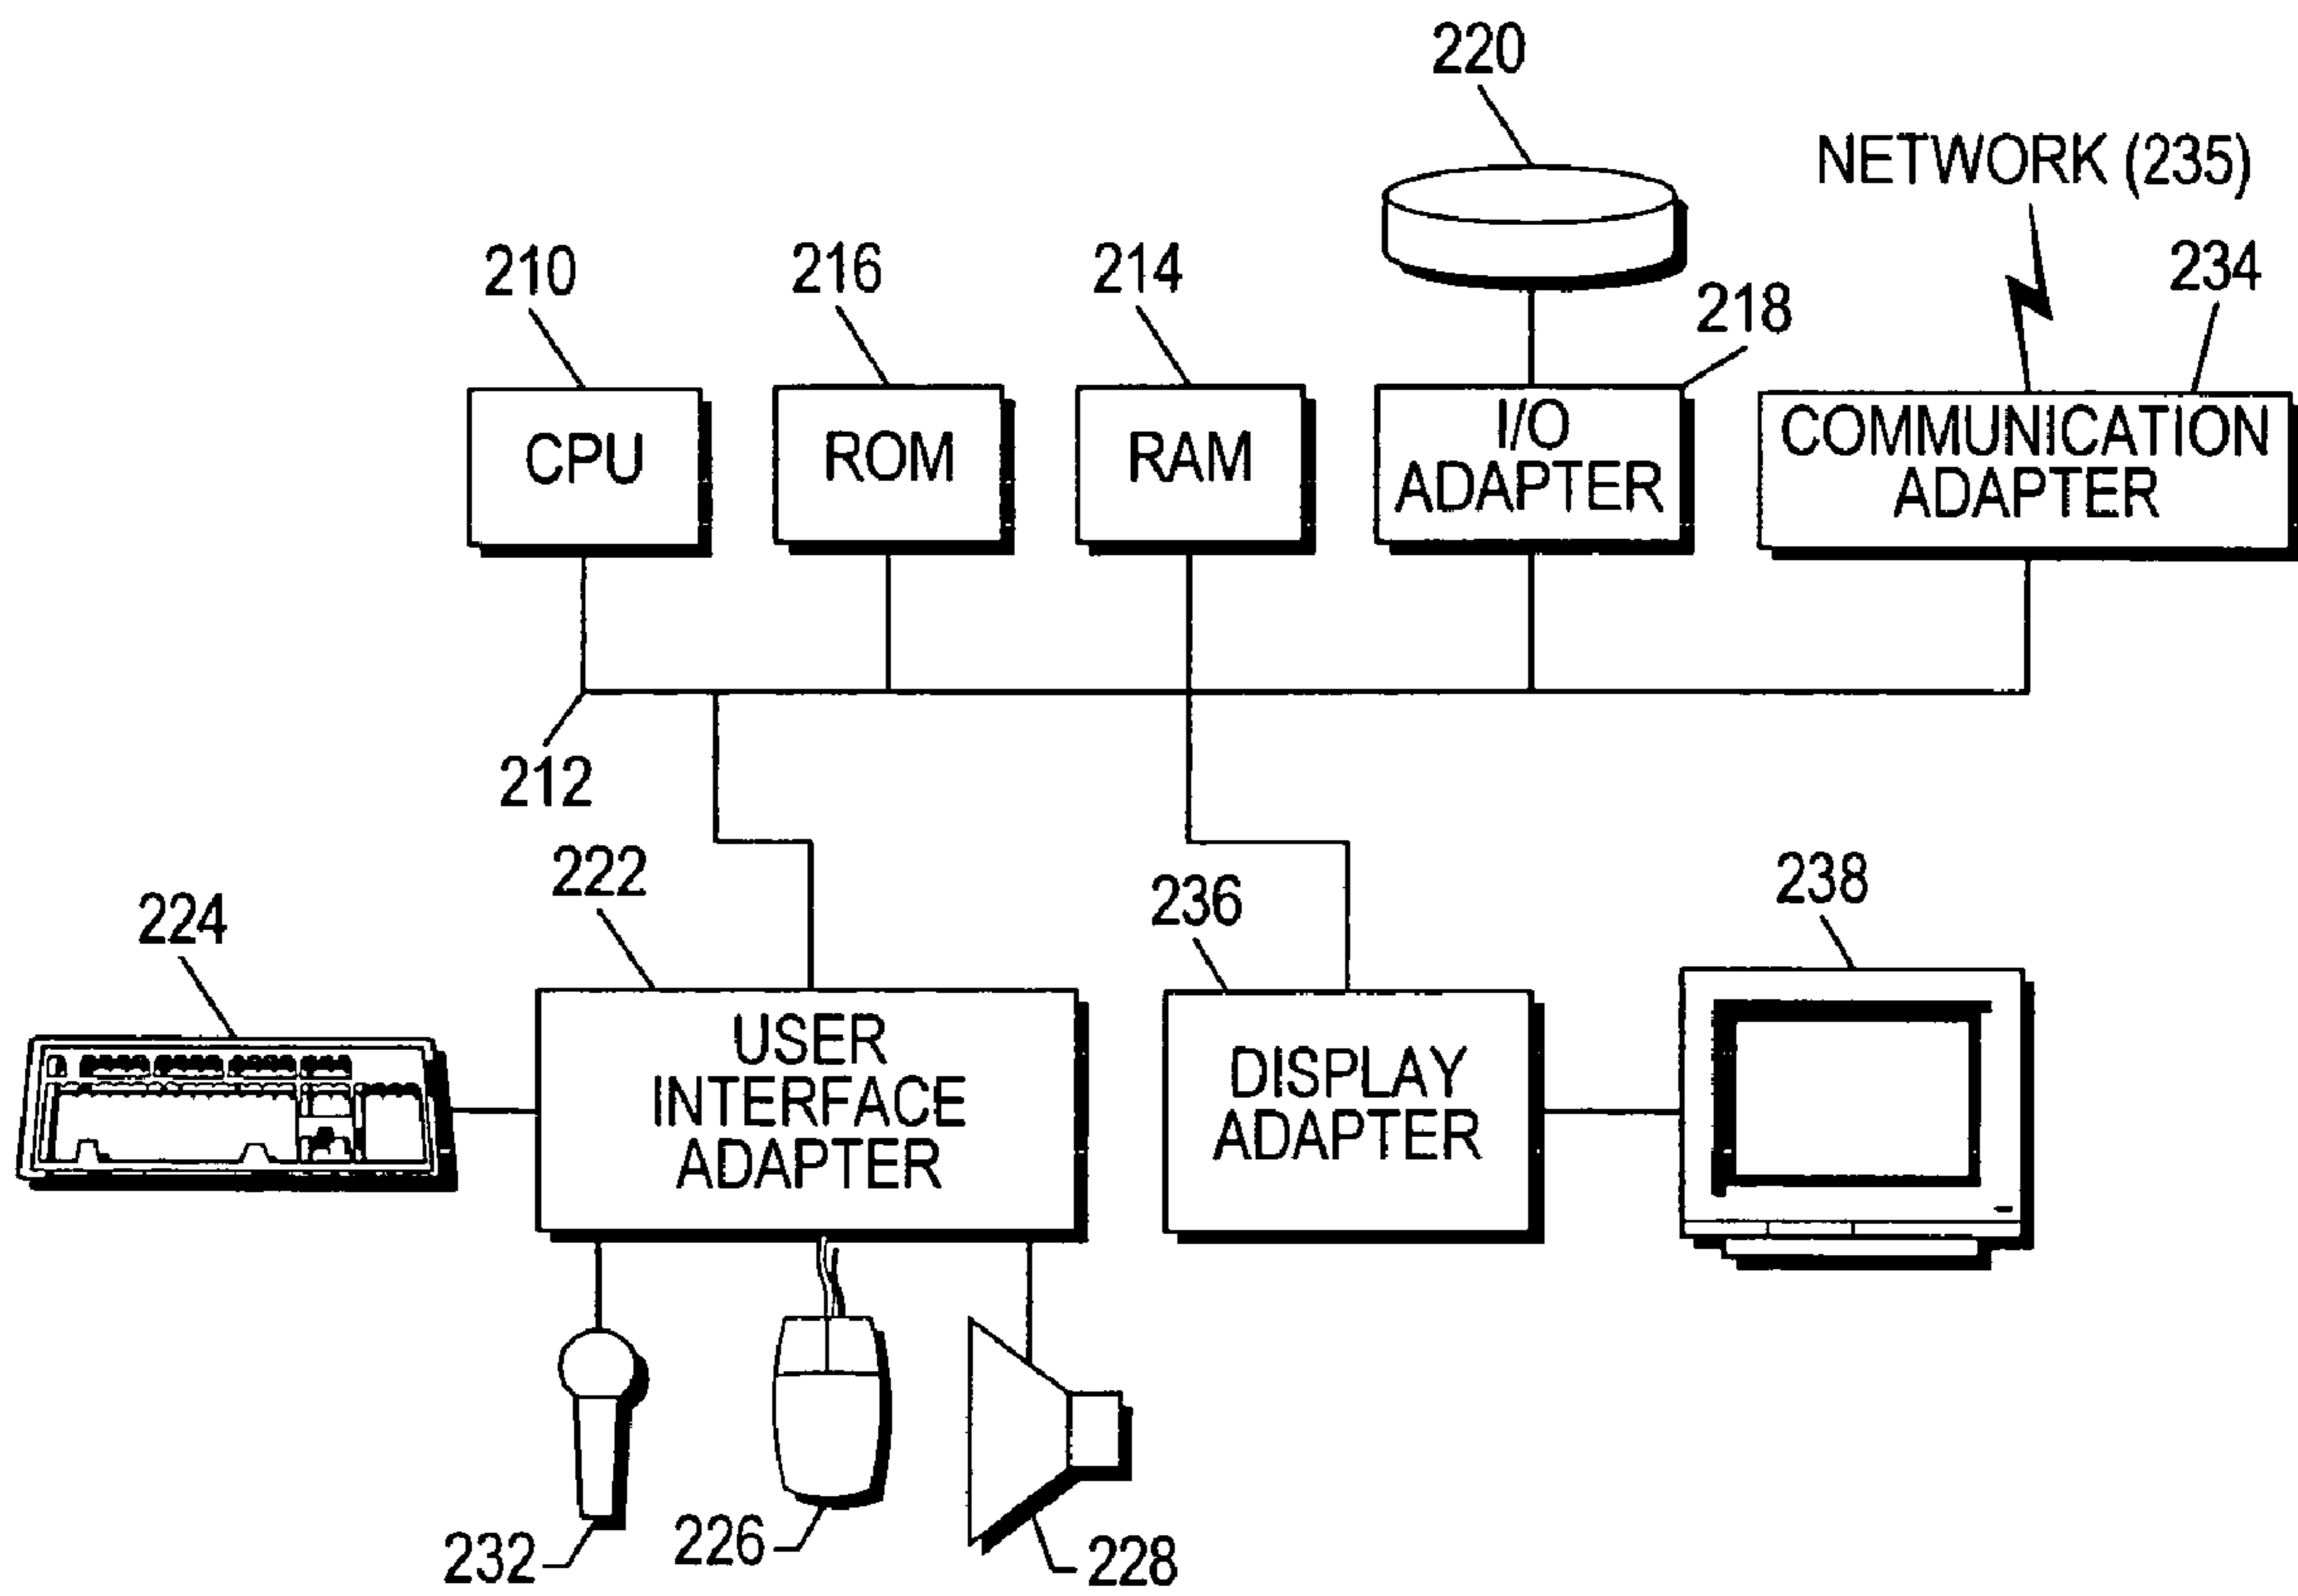 220
NETWORK (235)
210
216
214
218
234
CPU
ROM
RAM
I/O
ADAPTER
COMMUNICATION
ADAPTER
212
222
236
238
224
USER
INTERFACE
ADAPTER
DISPLAY
ADAPTER
232
226
228